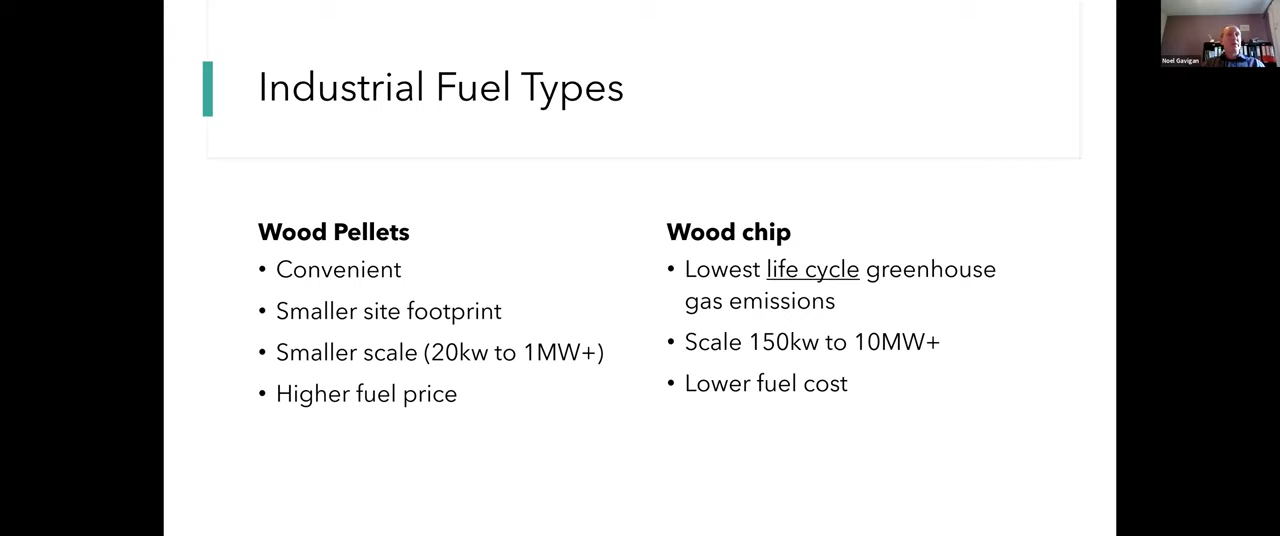 Industrial Fuel Types
Noel Gavigan
Wood Pellets
• Convenient
• Smaller site footprint
• Smaller scale (20kw to 1MW+)
• Higher fuel price
Wood chip
• Lowest life cycle greenhouse
gas emissions
• Scale 150kw to 10MW+
• Lower fuel cost